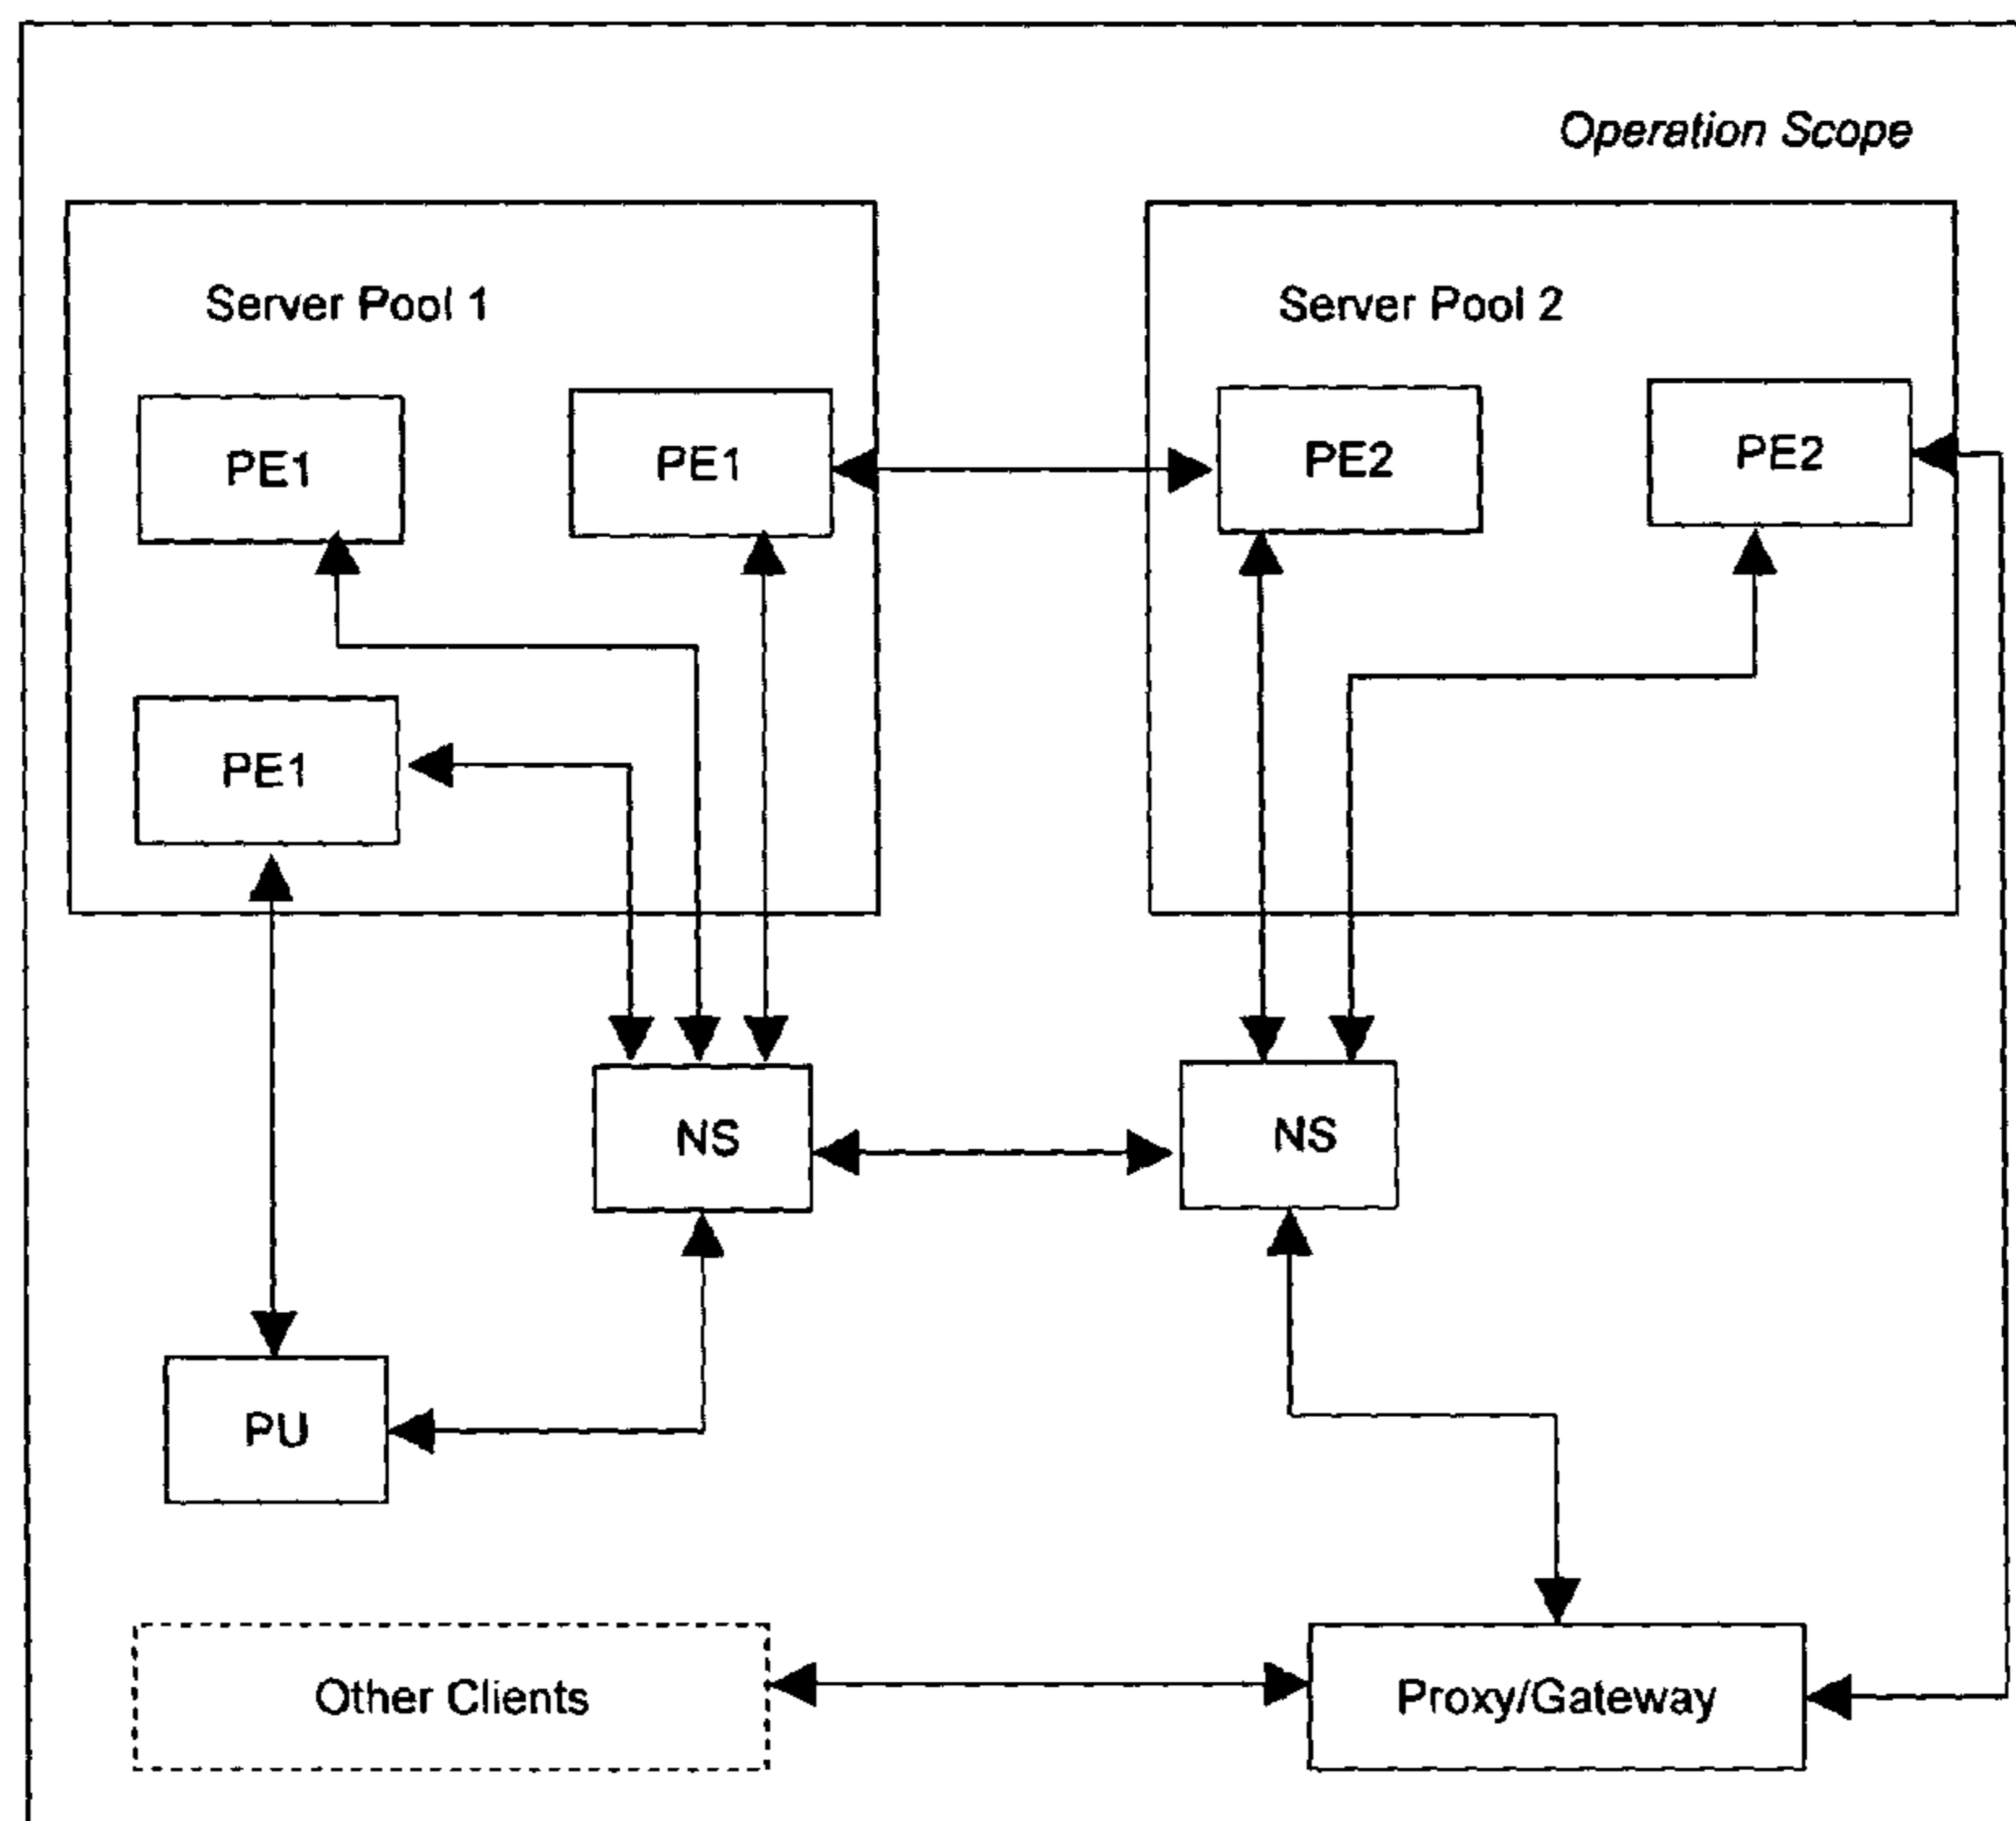 Operation Scope
Server Pool 1
Server Pool 2
PE1
PE1
PE2
PE2
PE1
NS
NS
PU
Other Clients
Proxy/Gateway